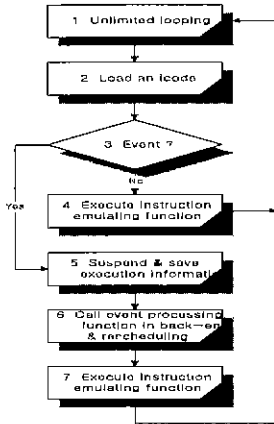 1 Unlimited looping
2 Load an icode
3 Event ?
No
Yes
4 Execute instruction
emulating function
5 Suspend & save
execution informati
6 Call event processing
function in back-en
& rescheduling
7 Execute instruction
emulating function